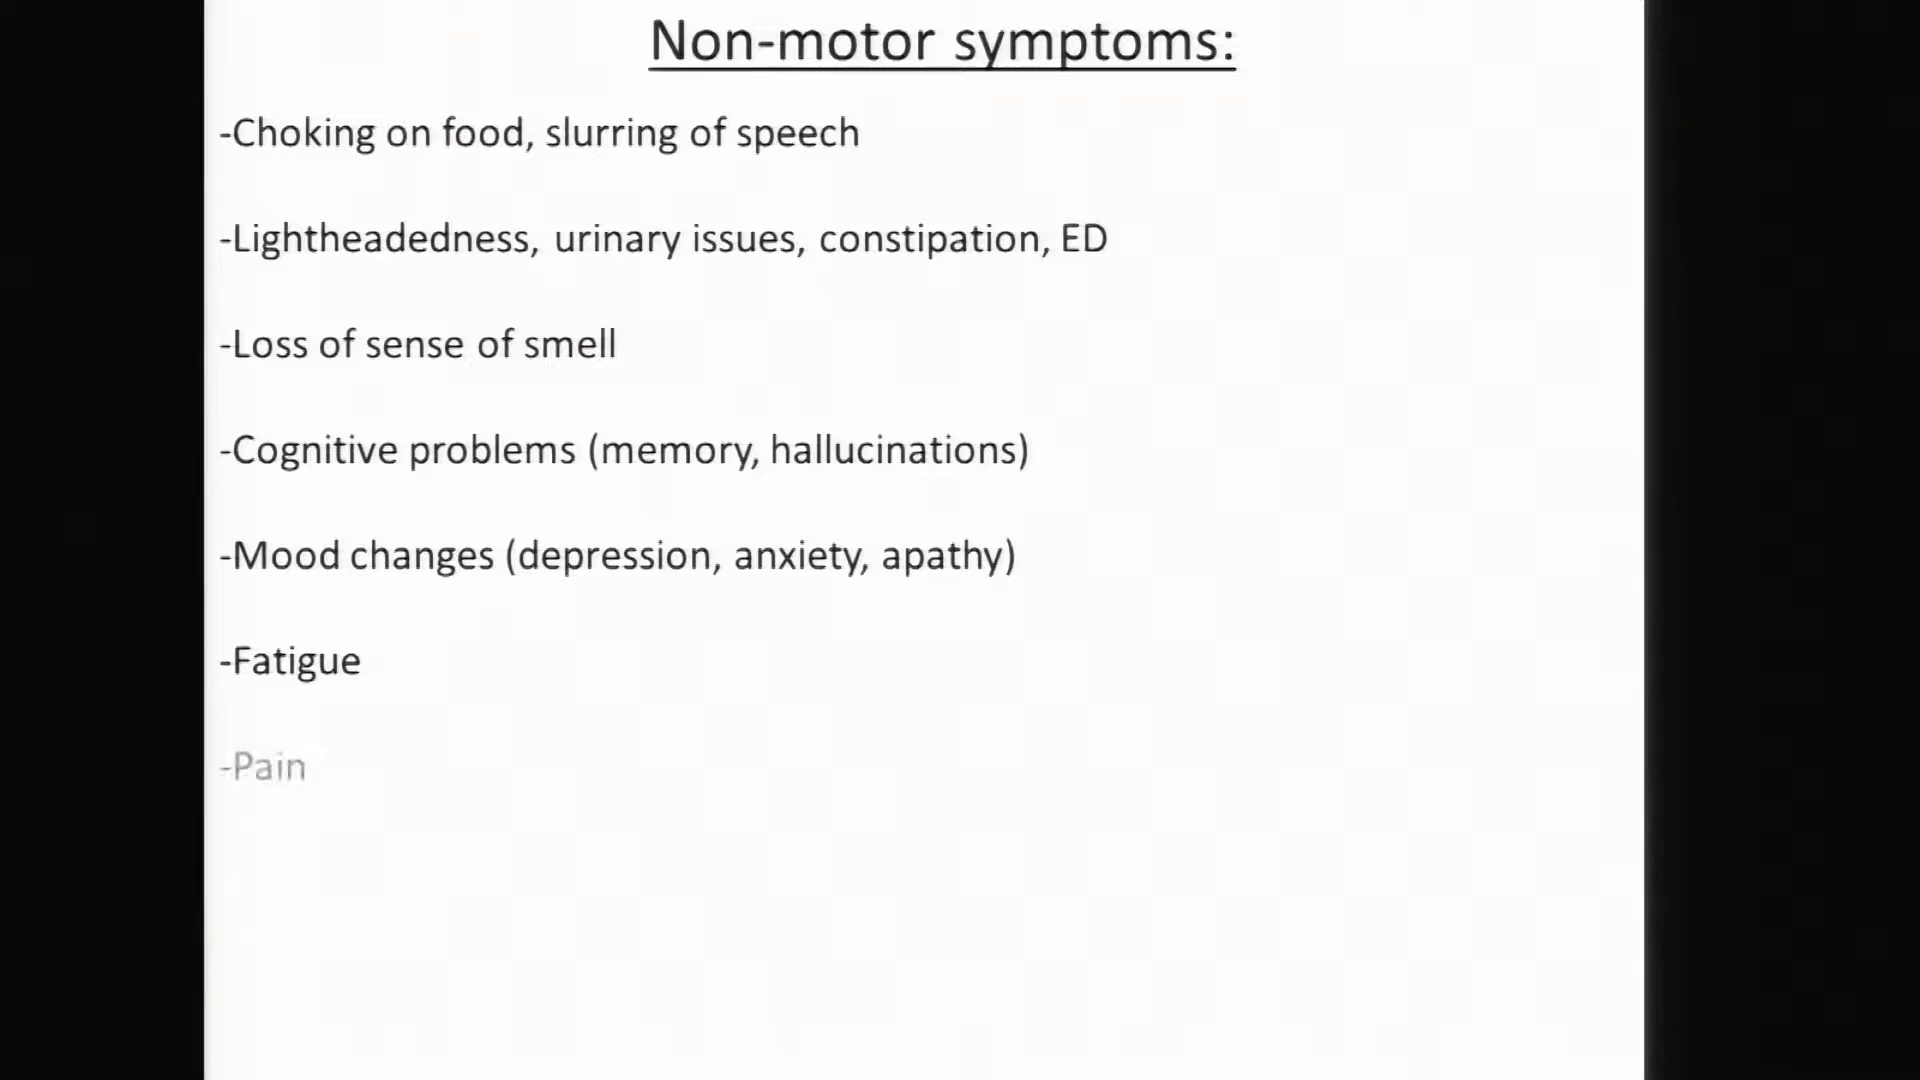 Non-motor symptoms:
-Choking on food, slurring of speech
-Lightheadedness, urinary issues, constipation, ED
-Loss of sense of smell
-Cognitive problems (memory, hallucinations)
-Mood changes (depression, anxiety, apathy)
-Fatigue
-Pain